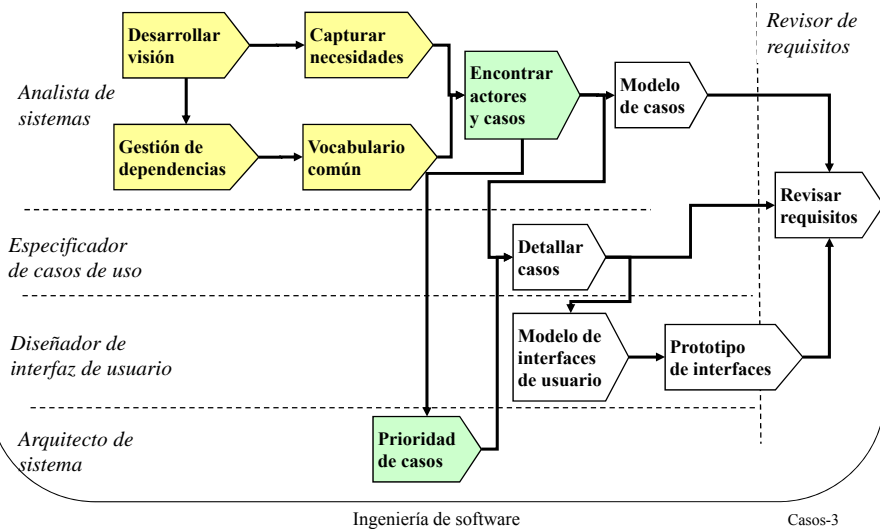 Revisor de
requisitos
Desarrollar
visión
Capturar
necesidades
Encontrar
actores
y casos
Modelo
de casos
Analista de
sistemas
Gestión de
dependencias
Vocabulario
común
Revisar
requisitos
Especificador
de casos de uso
Detallar
casos
Diseñador de
interfaz de usuario
Modelo de
interfaces
de usuario
Prototipo
de interfaces
Arquitecto de
sistema
Prioridad
de casos
Ingeniería de software
Casos-3